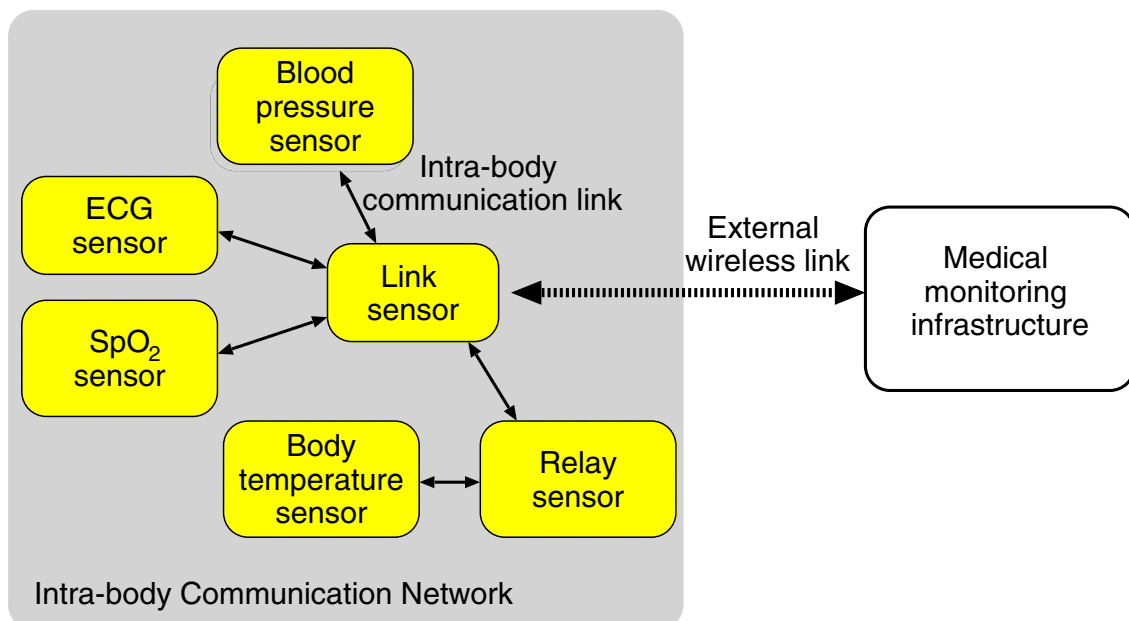 Blood
pressure
sensor
Intra-body
communication link
ECG
sensor
External
wireless link
Link
sensor
Medical
monitoring
infrastructure
SpO₂
sensor
Body
temperature
sensor
Relay
sensor
Intra-body Communication Network